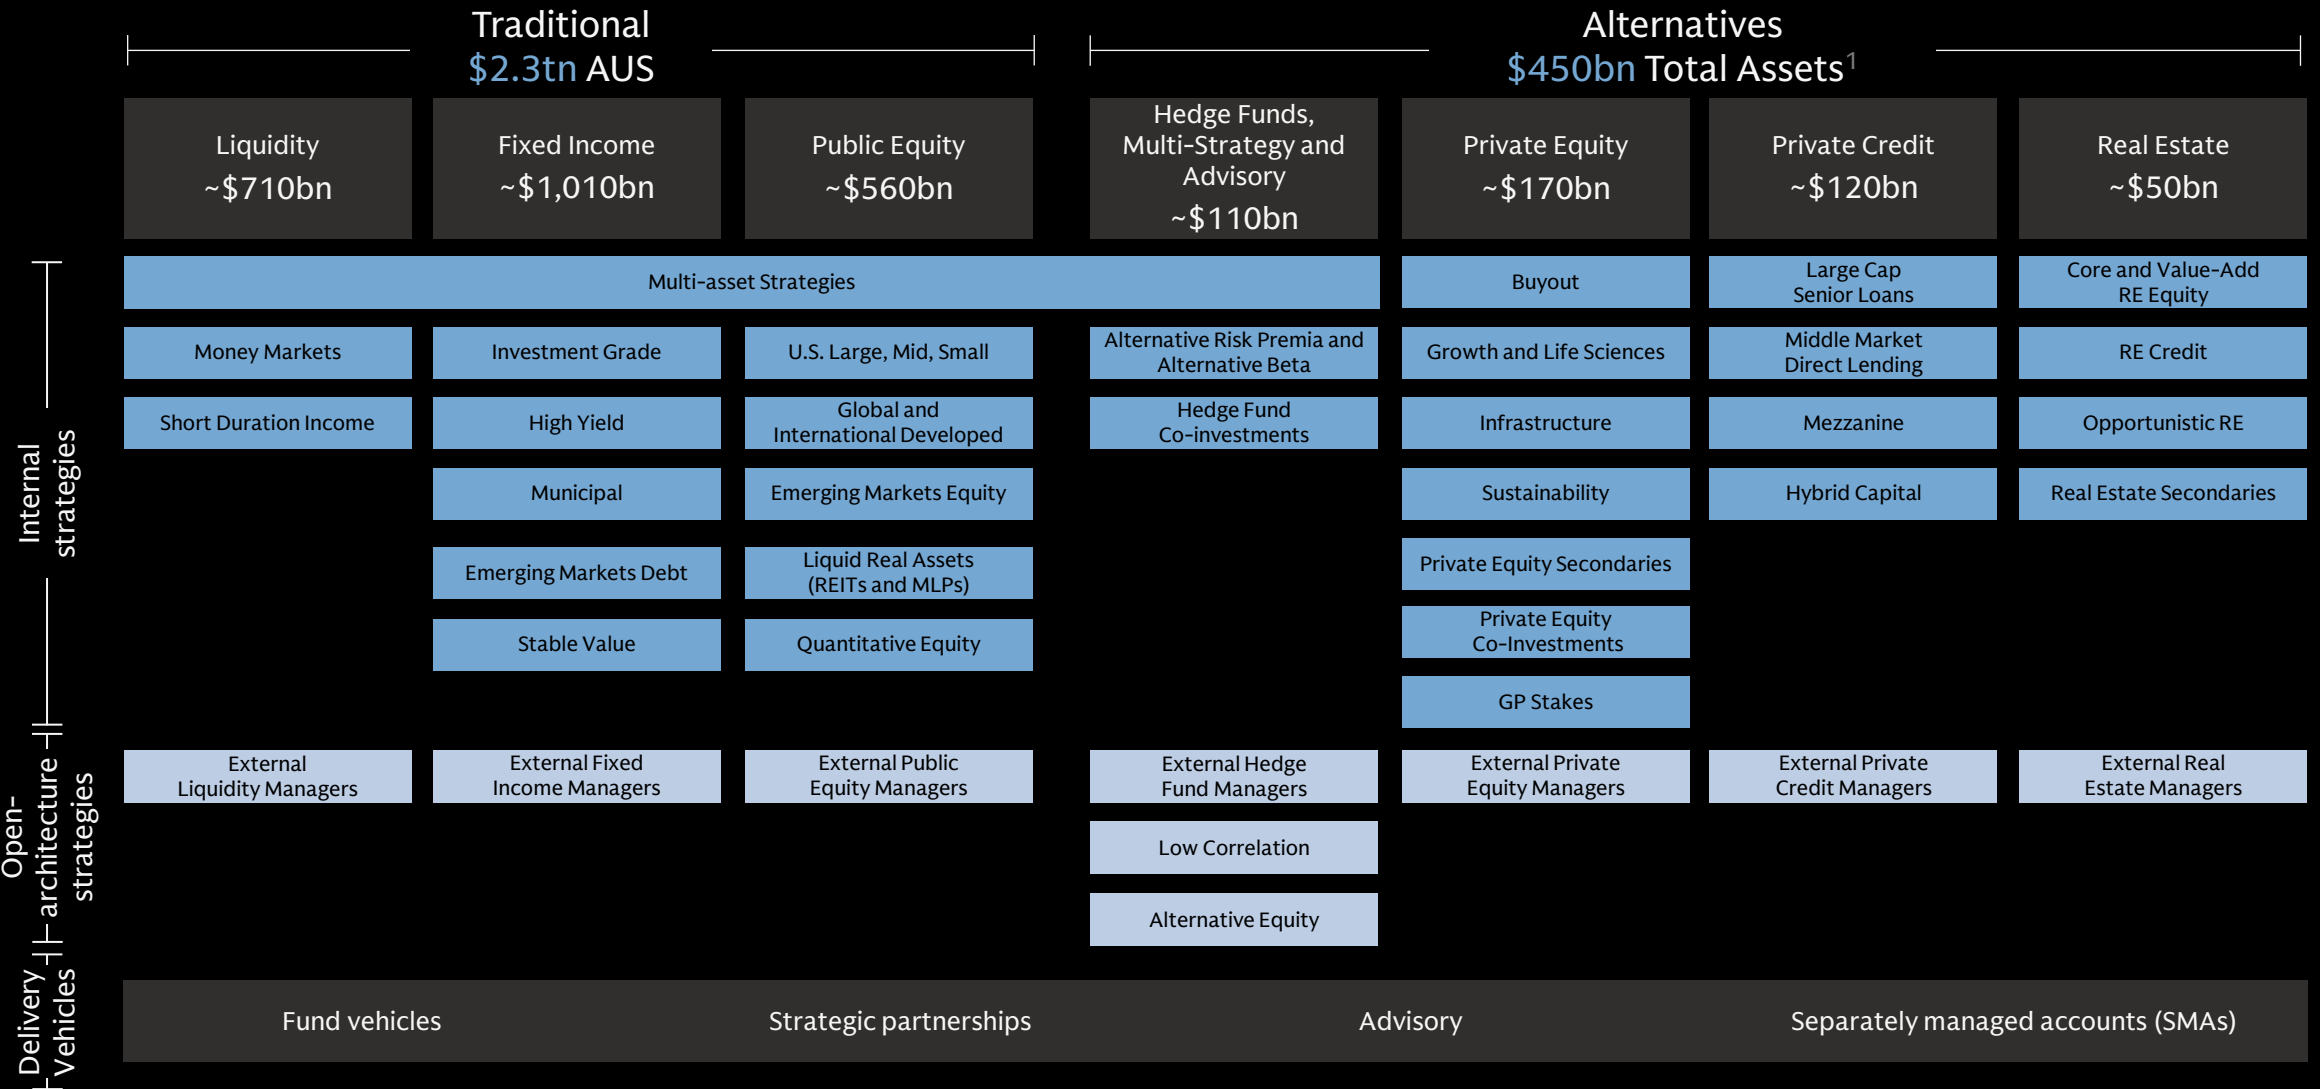 Traditional
$2.3tn AUS
Alternatives
$450bn Total Assets1
Liquidity
~$710bn
Fixed Income
~$1,010bn
Public Equity
~$560bn
Hedge Funds,
Multi-Strategy and
Advisory
~$110bn
Private Equity
~$170bn
Private Credit
~$120bn
Real Estate
~$50bn
Internal
strategies
Multi-asset Strategies
Buyout
Large Cap
Senior Loans
Core and Value-Add
RE Equity
Money Markets
Investment Grade
U.S. Large, Mid, Small
Alternative Risk Premia and
Alternative Beta
Growth and Life Sciences
Middle Market
Direct Lending
RE Credit
Short Duration Income
High Yield
Global and
International Developed
Hedge Fund
Co-investments
Infrastructure
Mezzanine
Opportunistic RE
Municipal
Emerging Markets Equity
Sustainability
Hybrid Capital
Real Estate Secondaries
Emerging Markets Debt
Liquid Real Assets
(REITs and MLPs)
Private Equity Secondaries
Stable Value
Quantitative Equity
Private Equity
Co-Investments
GP Stakes
Open-
architecture
strategies
External
Liquidity Managers
External Fixed
Income Managers
External Public
Equity Managers
External Hedge
Fund Managers
External Private
Equity Managers
External Private
Credit Managers
External Real
Estate Managers
Low Correlation
Alternative Equity
Delivery
Vehicles
Fund vehicles
Strategic partnerships
Advisory
Separately managed accounts (SMAs)